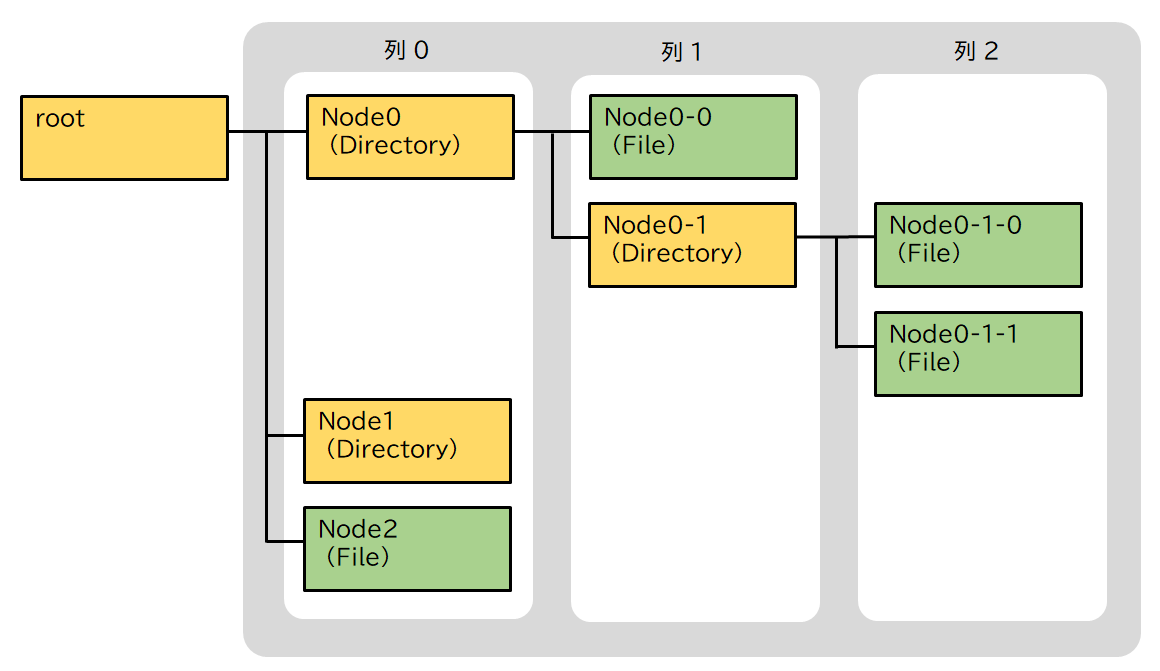 列 0
列 1
列 2
root
Node0
（Directory）
Node0-0
（File）
Node0-1
（Directory）
Node0-1-0
（File）
Node0-1-1
（File）
Node1
（Directory）
Node2
（File）